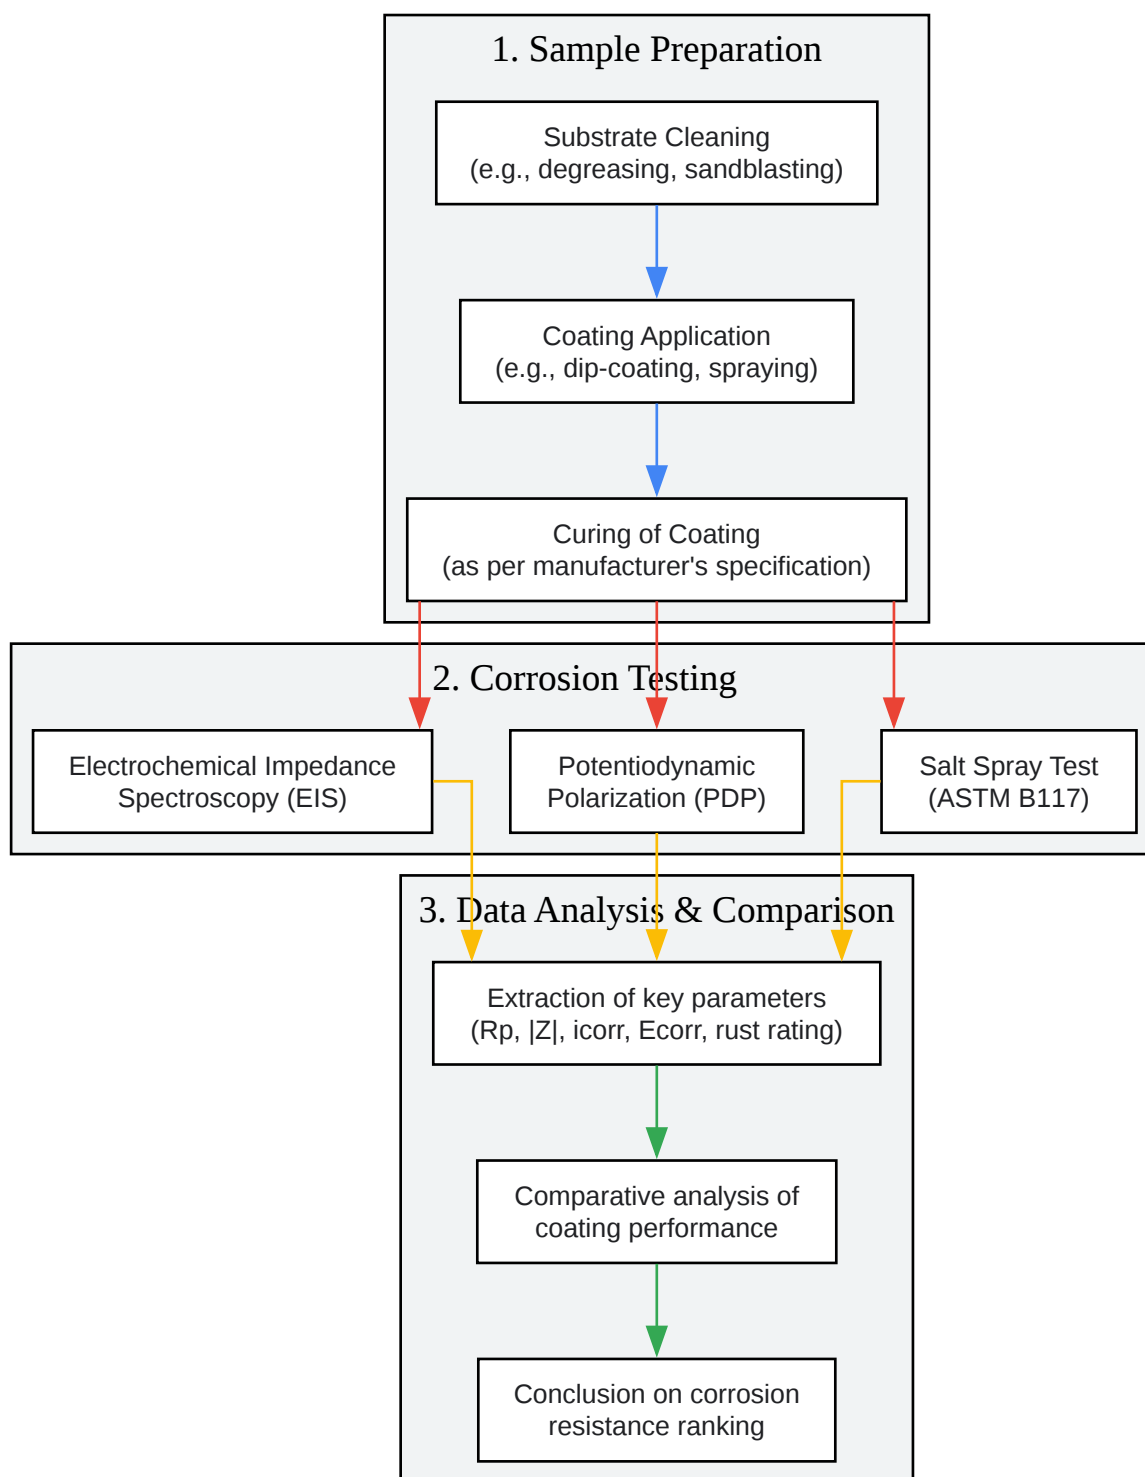 1. Sample Preparation
Substrate Cleaning
(e.g., degreasing, sandblasting)
Coating Application
(e.g., dip-coating, spraying)
Curing of Coating
(as per manufacturer's specification)
2. Corrosion Testing
Electrochemical Impedance
Spectroscopy (EIS)
Potentiodynamic
Polarization (PDP)
Salt Spray Test
(ASTM B117)
3. Data Analysis & Comparison
Extraction of key parameters
(Rp, |Z|, icorr, Ecorr, rust rating)
Comparative analysis of
coating performance
Conclusion on corrosion
resistance ranking